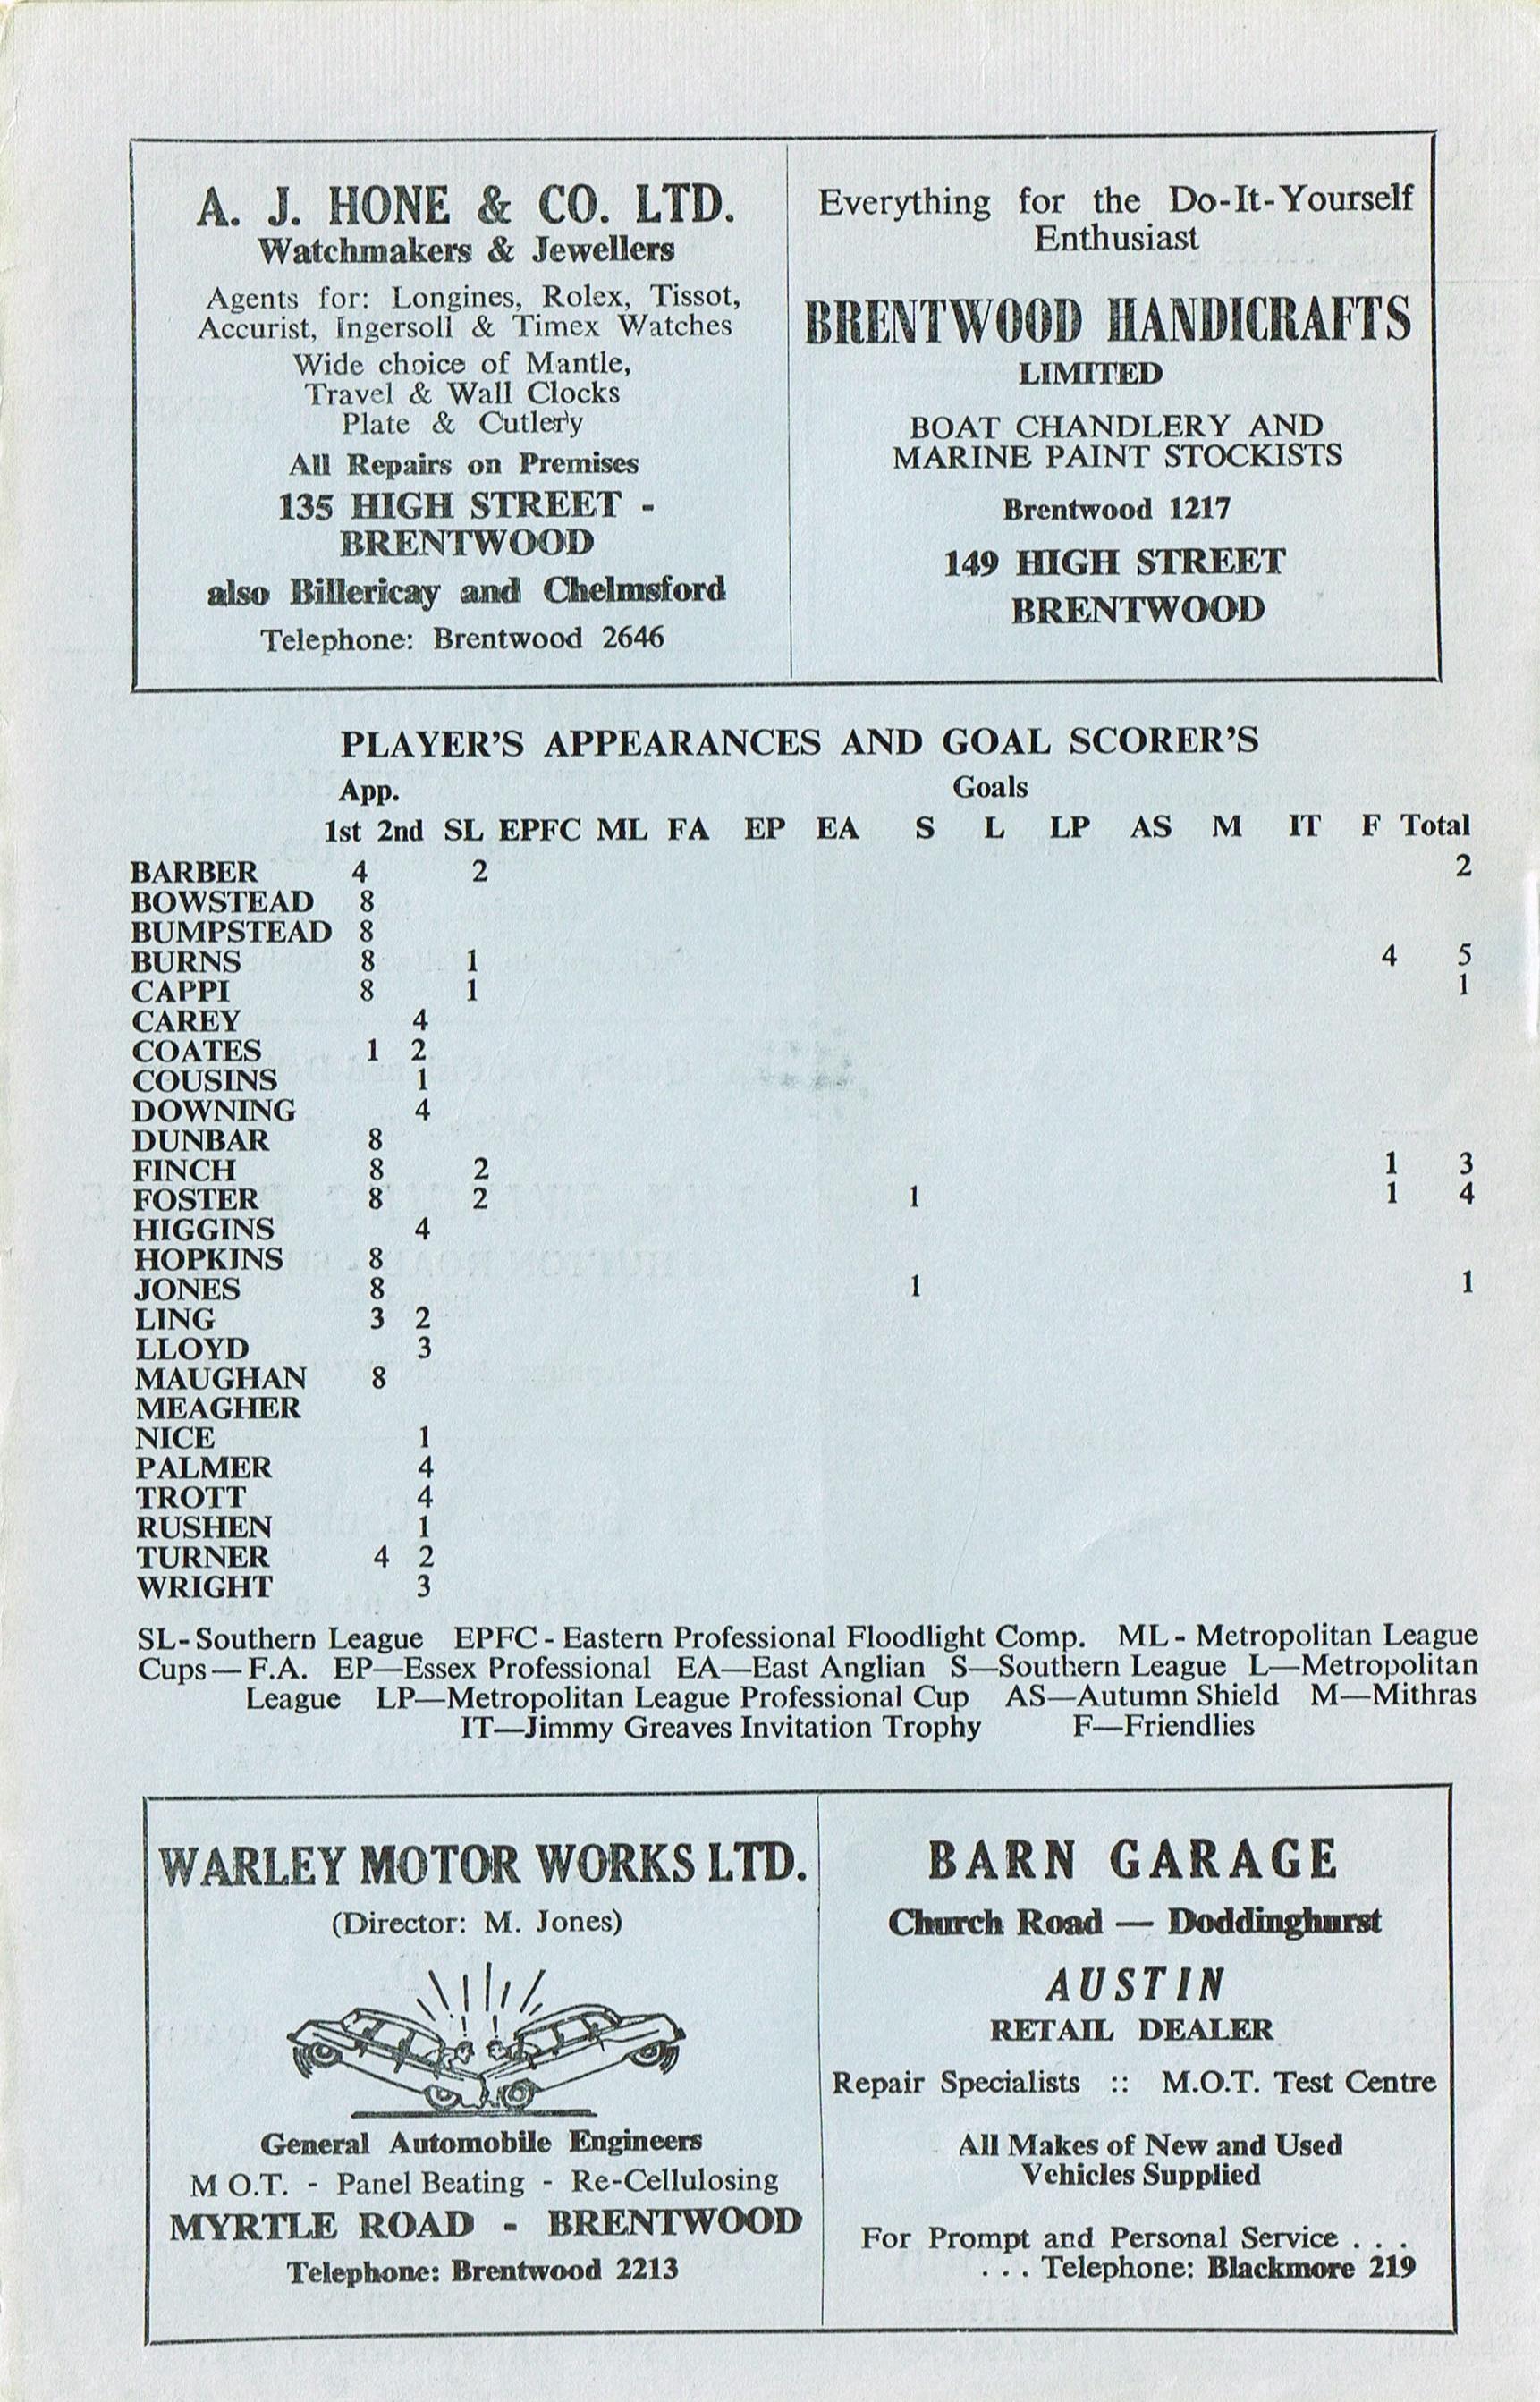 A. J. HONE & CO. LTD.
Watchmakers & Jewellers
Agents for: Longines, Rolex, Tissot,
Accurist, Ingersoll & Timex Watches
Wide choice of Mantle,
Travel & Wall Clocks
Plate & Cutlery
All Repairs on Premises
135 HIGH STREET -
BRENTWOOD
also Billericay and Chelmsford
Telephone: Brentwood 2646
Everything for the Do-It-Yourself
Enthusiast
BRENTWOOD HANDICRAFTS
LIMITED
BOAT CHANDLERY AND
MARINE PAINT STOCKISTS
Brentwood 1217
149 HIGH STREET
BRENTWOOD
PLAYER'S APPEARANCES AND GOAL SCORER'S
App. Goals
1st 2nd SL EPFC ML FA EP EA S L LP AS M IT F Total
BARBER 4 2 2
BOWSTEAD 8
BUMPSTEAD 8
BURNS 8 1 4 5
CAPPI 8 1 1
CAREY 4
COATES 1 2
COUSINS 1
DOWNING 4
DUNBAR 8
FINCH 8 2 1 3
FOSTER 8 2 1 1 4
HIGGINS 4
HOPKINS 8
JONES 8 1 1
LING 3 2
LLOYD 3
MAUGHAN 8
MEAGHER
NICE 1
PALMER 4
TROTT 4
RUSHEN 1
TURNER 4 2
WRIGHT 3
SL-Southern League EPFC - Eastern Professional Floodlight Comp. ML - Metropolitan League
Cups—F.A. EP—Essex Professional EA—East Anglian S—Southern League L—Metropolitan
League LP—Metropolitan League Professional Cup AS—Autumn Shield M—Mithras
IT—Jimmy Greaves Invitation Trophy F—Friendlies
WARLEY MOTOR WORKS LTD.
(Director: M. Jones)
General Automobile Engineers
M O.T. - Panel Beating - Re-Cellulosing
MYRTLE ROAD - BRENTWOOD
Telephone: Brentwood 2213
BARN GARAGE
Church Road — Doddinghurst
AUSTIN
RETAIL DEALER
Repair Specialists :: M.O.T. Test Centre
All Makes of New and Used
Vehicles Supplied
For Prompt and Personal Service . . .
. . . Telephone: Blackmore 219